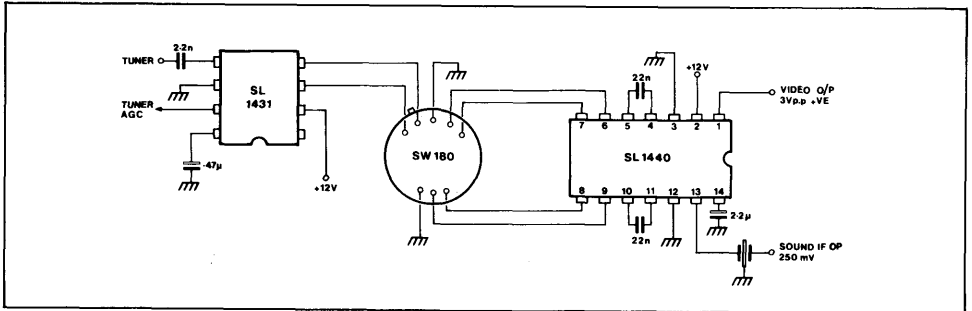 2·2n
TUNER
SL
1431
TUNER
AGC
·47μ
+12V
SW 180
22n
+12V
VIDEO O/P
3Vp.p +VE
7 6 5 4 3 2 1
SL1440
8 9 10 11 12 13 14
22n
2·2μ
SOUND IF OP
250 mV